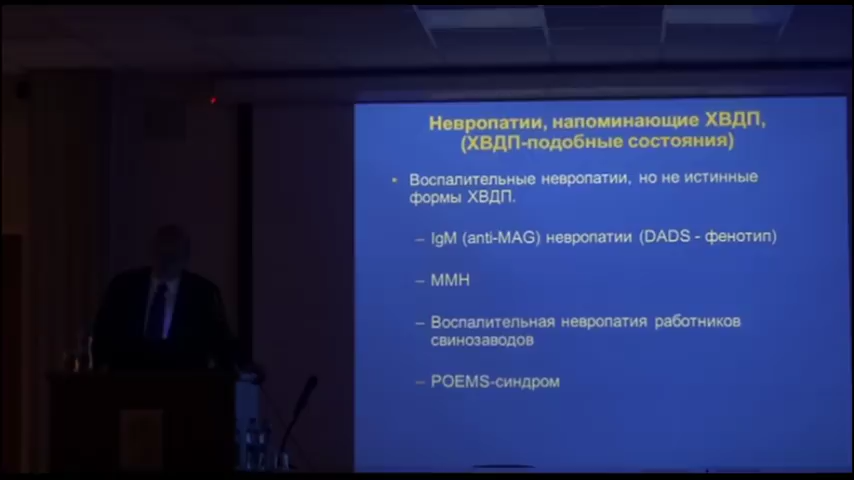 Невропатии, напоминающие ХВДП,
(ХВДП-подобные состояния)
• Воспалительные невропатии, но не истинные
формы ХВДП.
– IgM (anti-MAG) невропатии (DADS - фенотип)
– ММН
– Воспалительная невропатия работников
свинозаводов
– POEMS-синдром